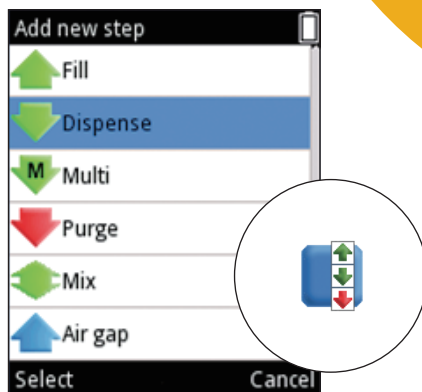 Add new step
Fill
Dispense
M Multi
Purge
Mix
Air gap
Select Cancel